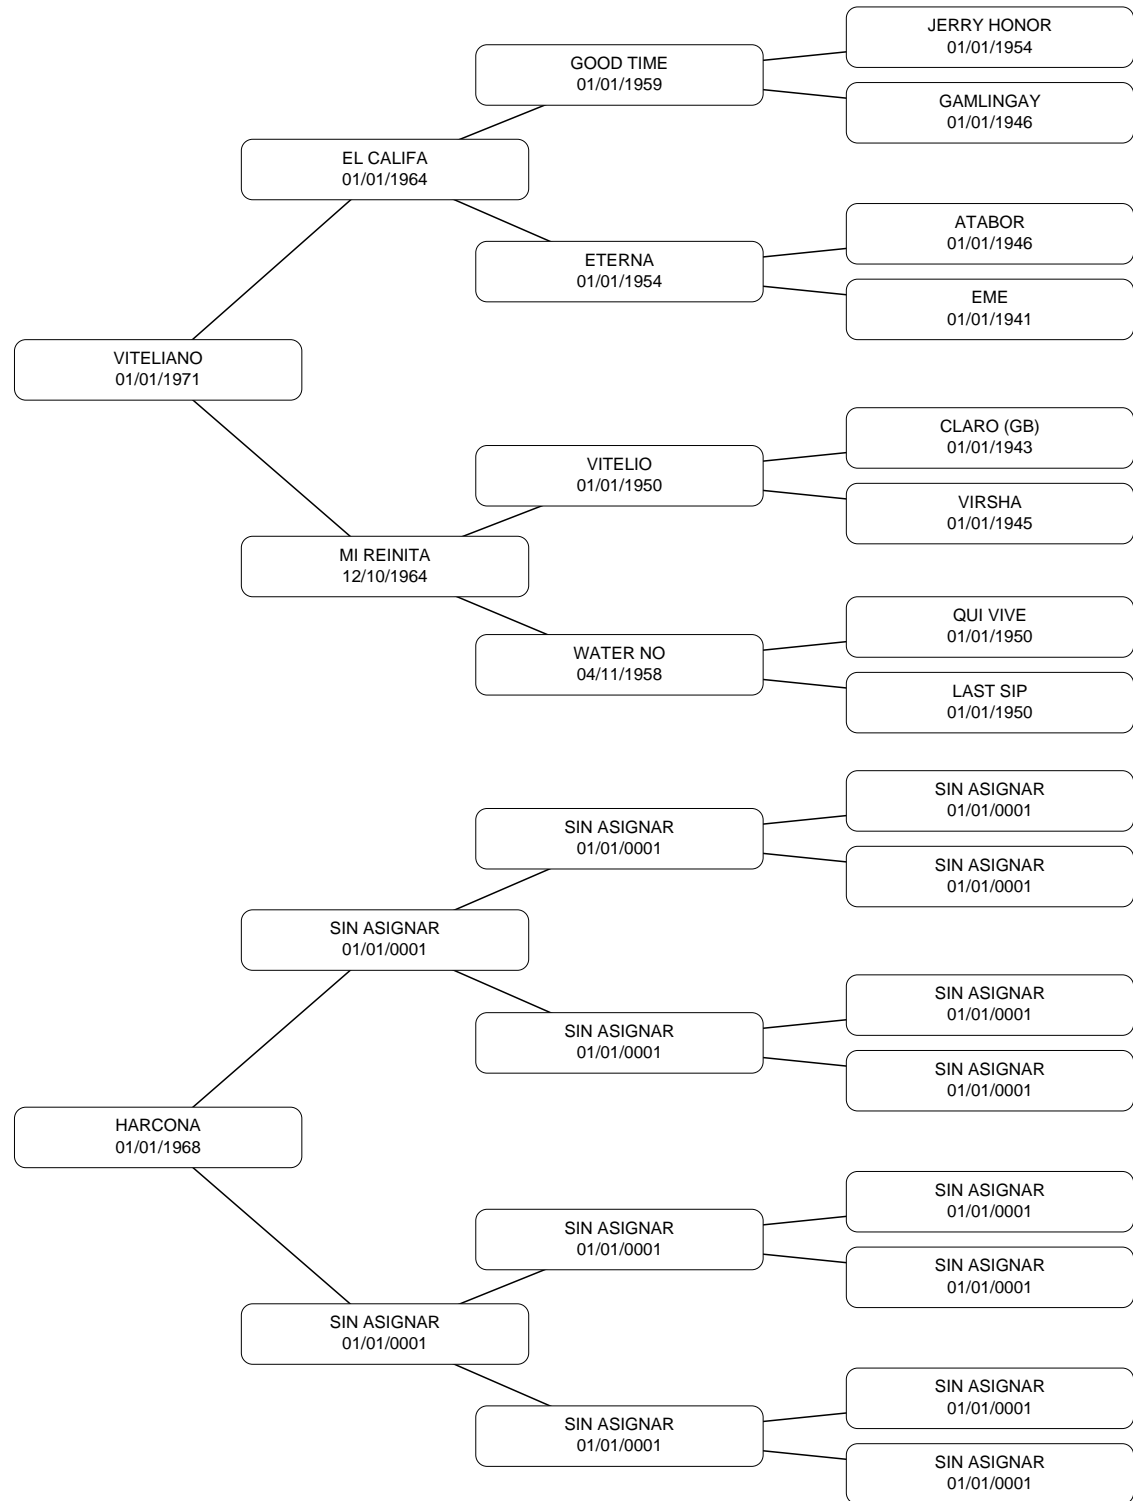 JERRY HONOR
01/01/1954
GOOD TIME
01/01/1959
GAMLINGAY
01/01/1946
EL CALIFA
01/01/1964
ATABOR
01/01/1946
ETERNA
01/01/1954
EME
01/01/1941
VITELIANO
01/01/1971
CLARO (GB)
01/01/1943
VITELIO
01/01/1950
VIRSHA
01/01/1945
MI REINITA
12/10/1964
QUI VIVE
01/01/1950
WATER NO
04/11/1958
LAST SIP
01/01/1950
SIN ASIGNAR
01/01/0001
SIN ASIGNAR
01/01/0001
SIN ASIGNAR
01/01/0001
SIN ASIGNAR
01/01/0001
SIN ASIGNAR
01/01/0001
SIN ASIGNAR
01/01/0001
SIN ASIGNAR
01/01/0001
HARCONA
01/01/1968
SIN ASIGNAR
01/01/0001
SIN ASIGNAR
01/01/0001
SIN ASIGNAR
01/01/0001
SIN ASIGNAR
01/01/0001
SIN ASIGNAR
01/01/0001
SIN ASIGNAR
01/01/0001
SIN ASIGNAR
01/01/0001